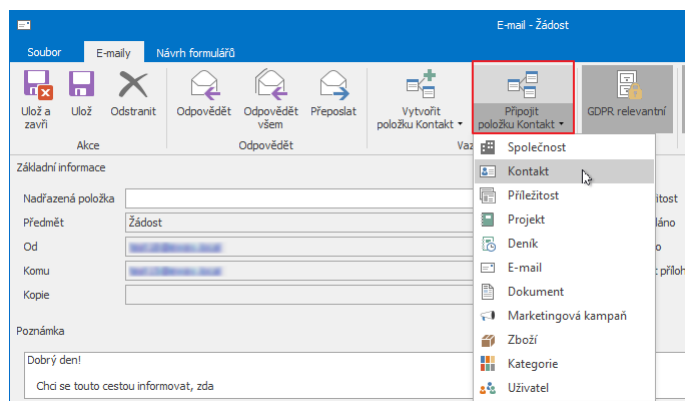 E-mail - Žádost
Soubor E-maily Návrh formulářů
Ulož a zavři Ulož Odstranit Odpovědět Odpovědět všem Přeposlat Vytvořit položku Kontakt Připojit položku Kontakt GDPR relevantní
Akce Odpovědět Vaz
Základní informace
Společnost
Kontakt
Nadřazená položka
Příležitost
itost
Předmět Žádost
Projekt
láno
Od
Deník
o
Komu
E-mail
t příloh
Kopie
Dokument
Marketingová kampaň
Poznámka
Zboží
Dobrý den!
Kategorie
Chci se touto cestou informovat, zda
Uživatel